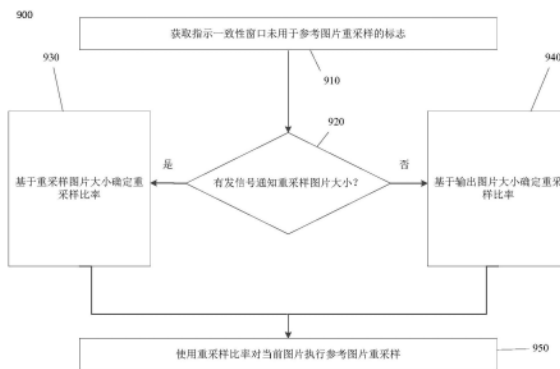 900
获取指示一致性窗口未用于参考图片重采样的标志
910
930
940
920
是
否
基于重采样图片大小确定重
采样比率
有发信号通知重采样图片大小？
基于输出图片大小确定重采
样比率
使用重采样比率对当前图片执行参考图片重采样
950